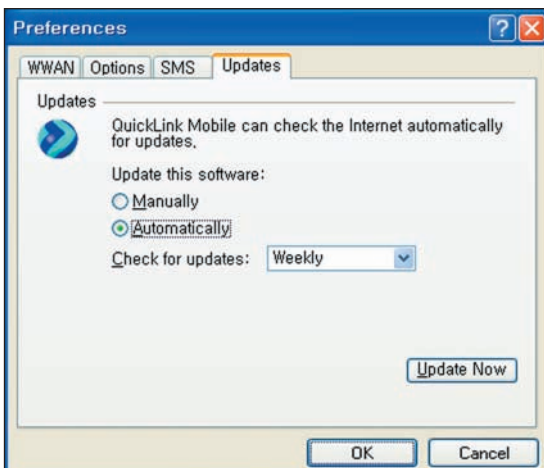 Preferences
WWAN Options SMS Updates
Updates
QuickLink Mobile can check the Internet automatically
for updates.
Update this software:
Manually
Automatically
Check for updates: Weekly
Update Now
OK Cancel